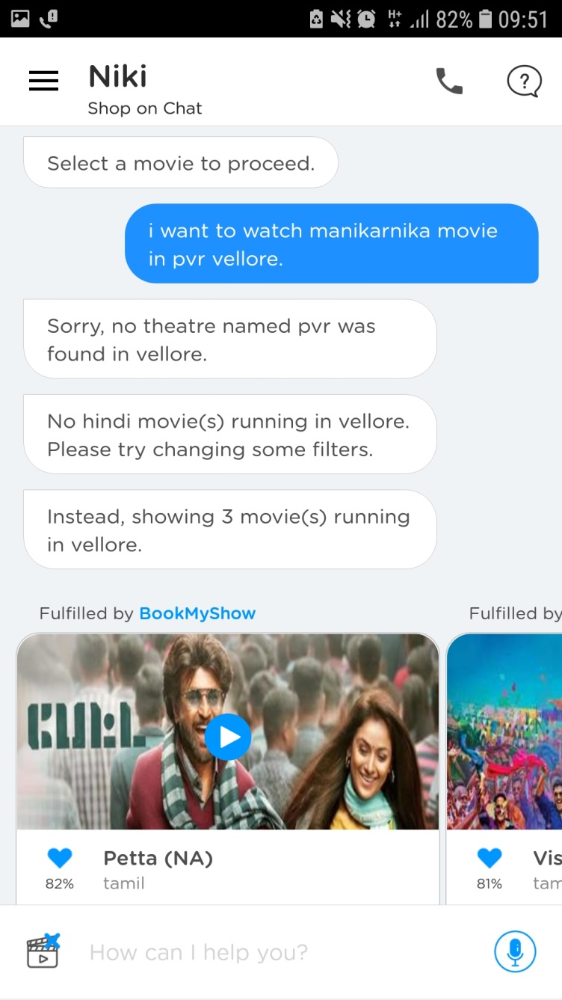 82% 09:51
Niki
Shop on Chat
Select a movie to proceed.
i want to watch manikarnika movie
in pvr vellore.
Sorry, no theatre named pvr was
found in vellore.
No hindi movie(s) running in vellore.
Please try changing some filters.
Instead, showing 3 movie(s) running
in vellore.
Fulfilled by BookMyShow
Fulfilled by
பேட்ட
Petta (NA)
82%
tamil
Vis
81%
tam
How can I help you?